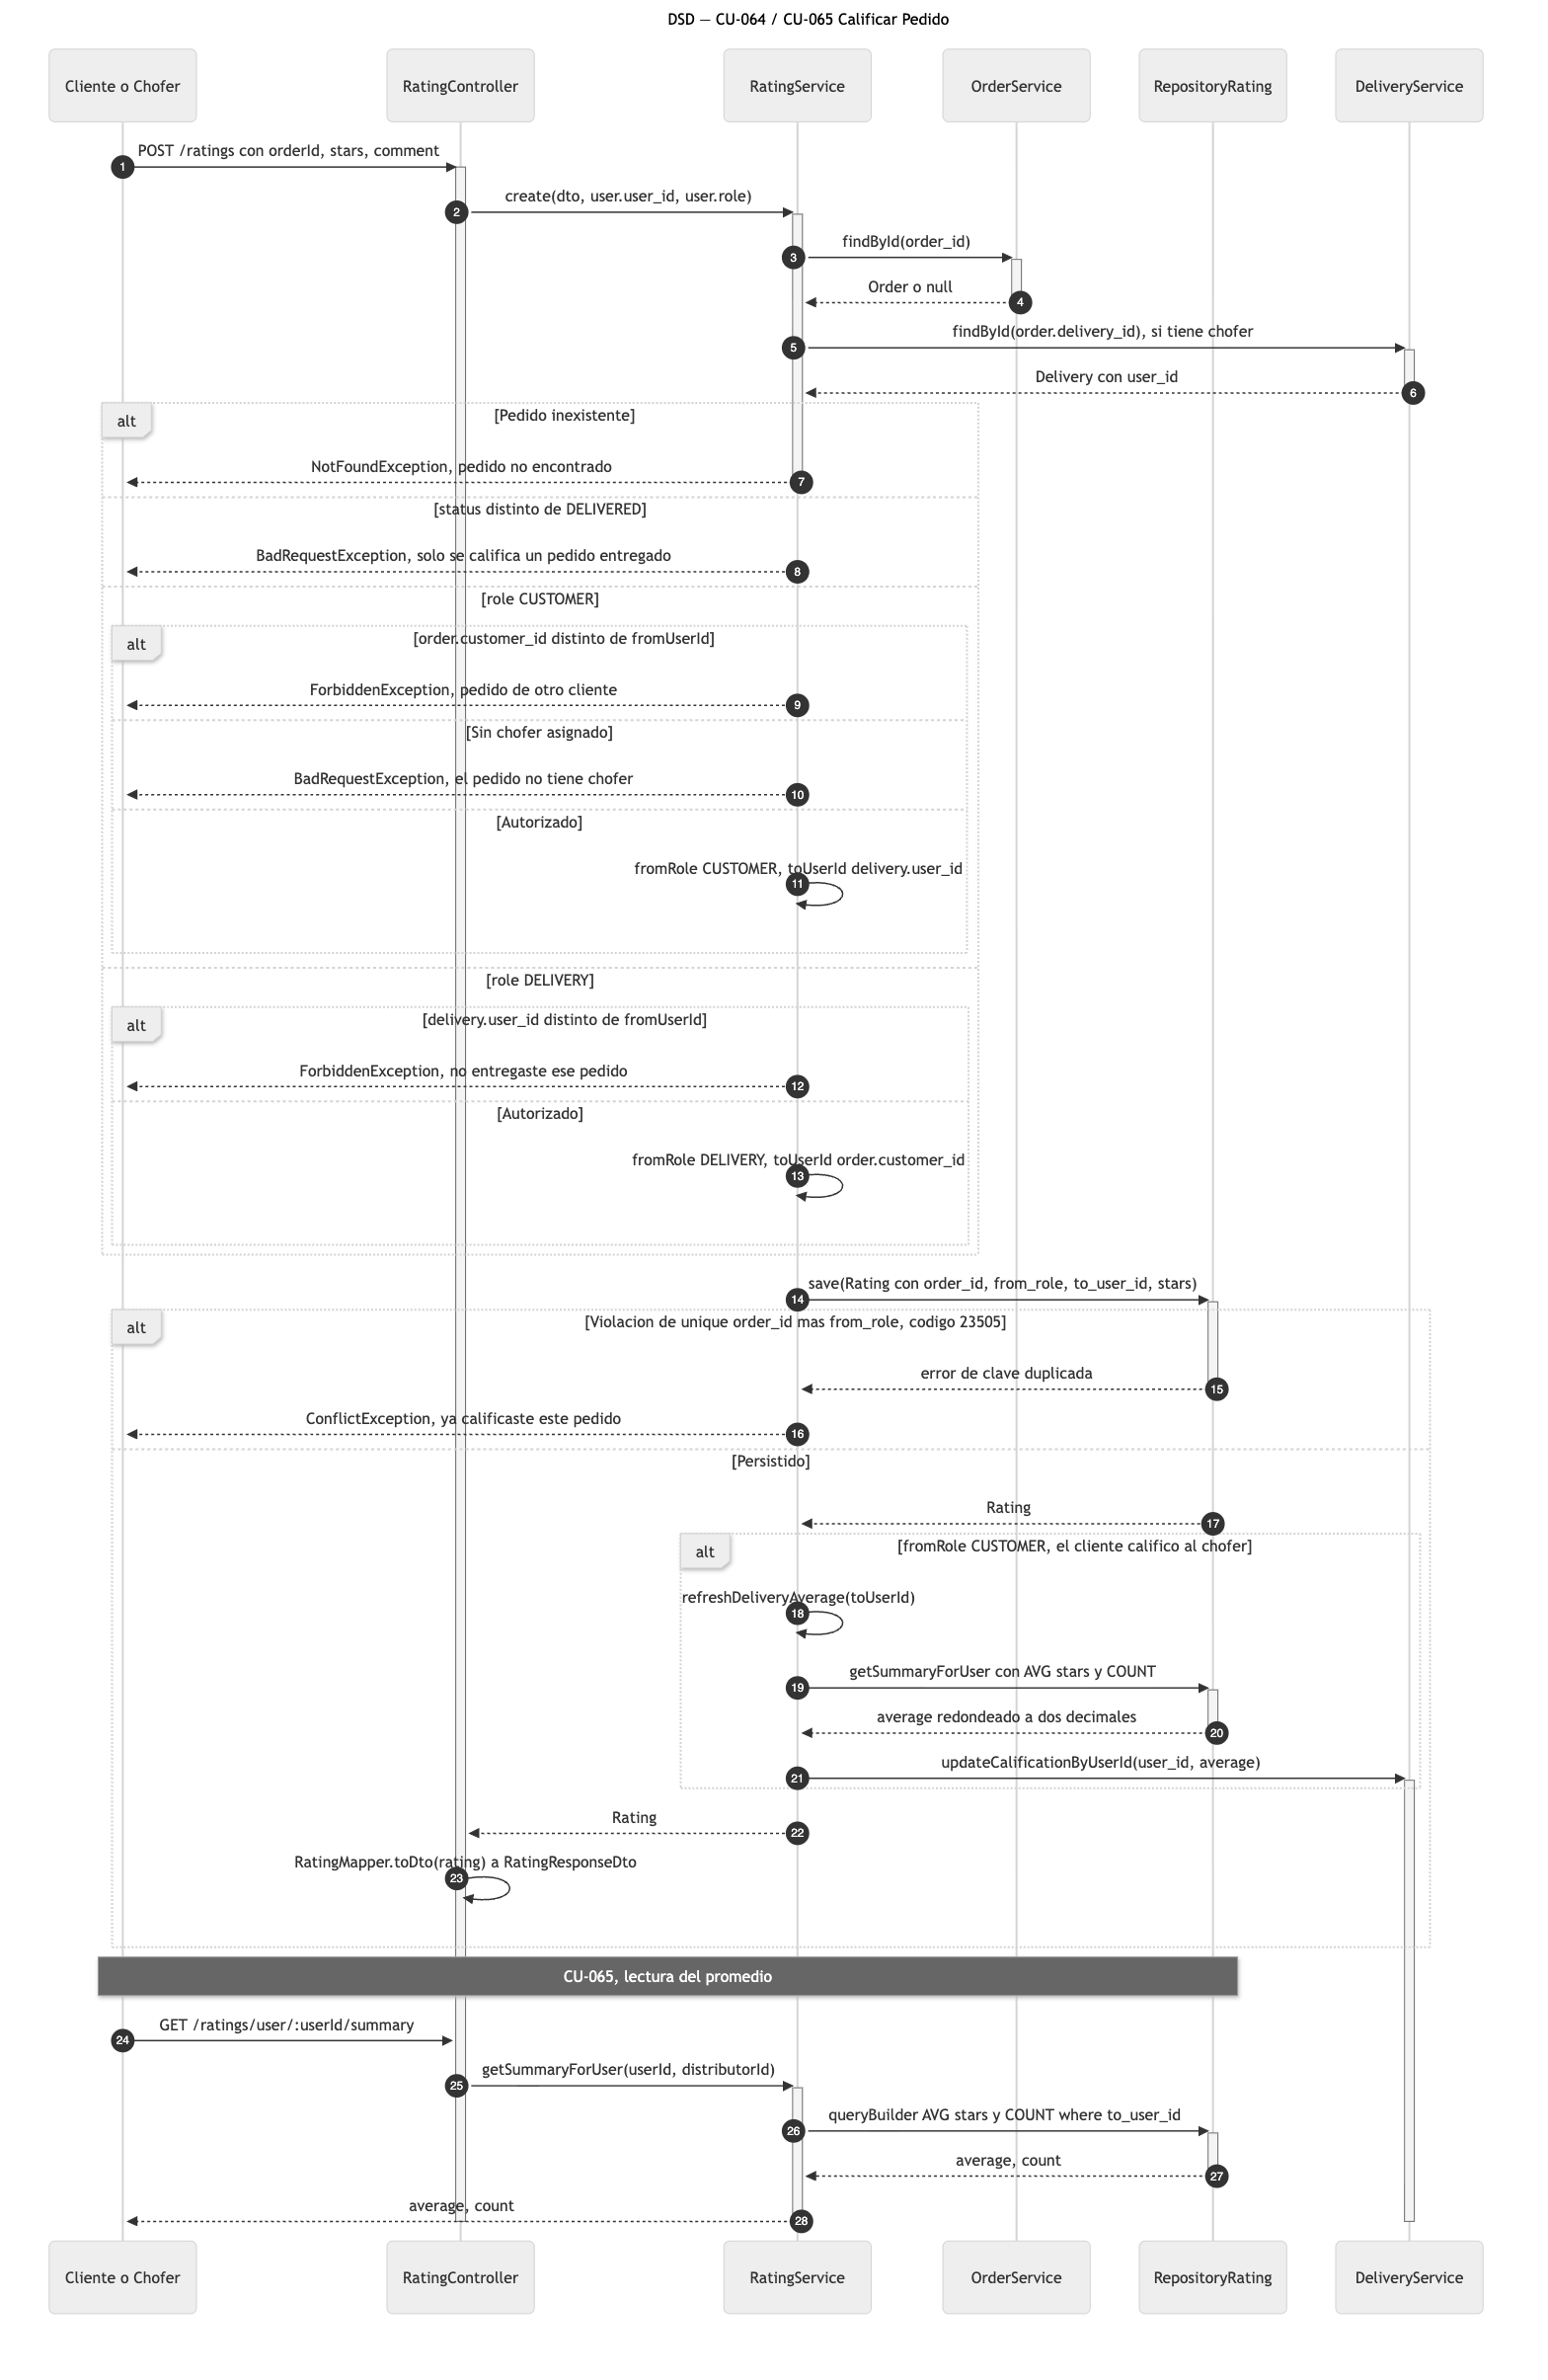 DSD — CU-064 / CU-065 Calificar Pedido
Cliente o Chofer
RatingController
RatingService
OrderService
RepositoryRating
DeliveryService
POST /ratings con orderId, stars, comment
1
create(dto, user.user_id, user.role)
2
findById(order_id)
3
Order o null
4
findById(order.delivery_id), si tiene chofer
5
Delivery con user_id
6
alt
[Pedido inexistente]
NotFoundException, pedido no encontrado
7
[status distinto de DELIVERED]
BadRequestException, solo se califica un pedido entregado
8
[role CUSTOMER]
alt
[order.customer_id distinto de fromUserId]
ForbiddenException, pedido de otro cliente
9
[Sin chofer asignado]
BadRequestException, el pedido no tiene chofer
10
[Autorizado]
fromRole CUSTOMER, toUserId delivery.user_id
11
[role DELIVERY]
alt
[delivery.user_id distinto de fromUserId]
ForbiddenException, no entregaste ese pedido
12
[Autorizado]
fromRole DELIVERY, toUserId order.customer_id
13
save(Rating con order_id, from_role, to_user_id, stars)
14
alt
[Violacion de unique order_id mas from_role, codigo 23505]
error de clave duplicada
15
ConflictException, ya calificaste este pedido
16
[Persistido]
Rating
17
alt
[fromRole CUSTOMER, el cliente califico al chofer]
refreshDeliveryAverage(toUserId)
18
getSummaryForUser con AVG stars y COUNT
19
average redondeado a dos decimales
20
updateCalificationByUserId(user_id, average)
21
Rating
22
RatingMapper.toDto(rating) a RatingResponseDto
23
CU-065, lectura del promedio
GET /ratings/user/:userId/summary
24
getSummaryForUser(userId, distributorId)
25
queryBuilder AVG stars y COUNT where to_user_id
26
average, count
27
average, count
28
Cliente o Chofer
RatingController
RatingService
OrderService
RepositoryRating
DeliveryService